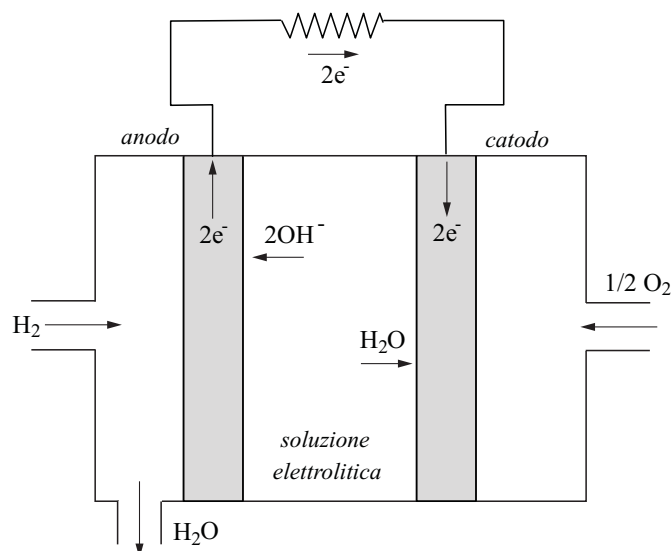 2e⁻
anodo
catodo
2e⁻
2OH⁻
2e⁻
1/2 O₂
H₂
H₂O
soluzione
elettrolitica
H₂O